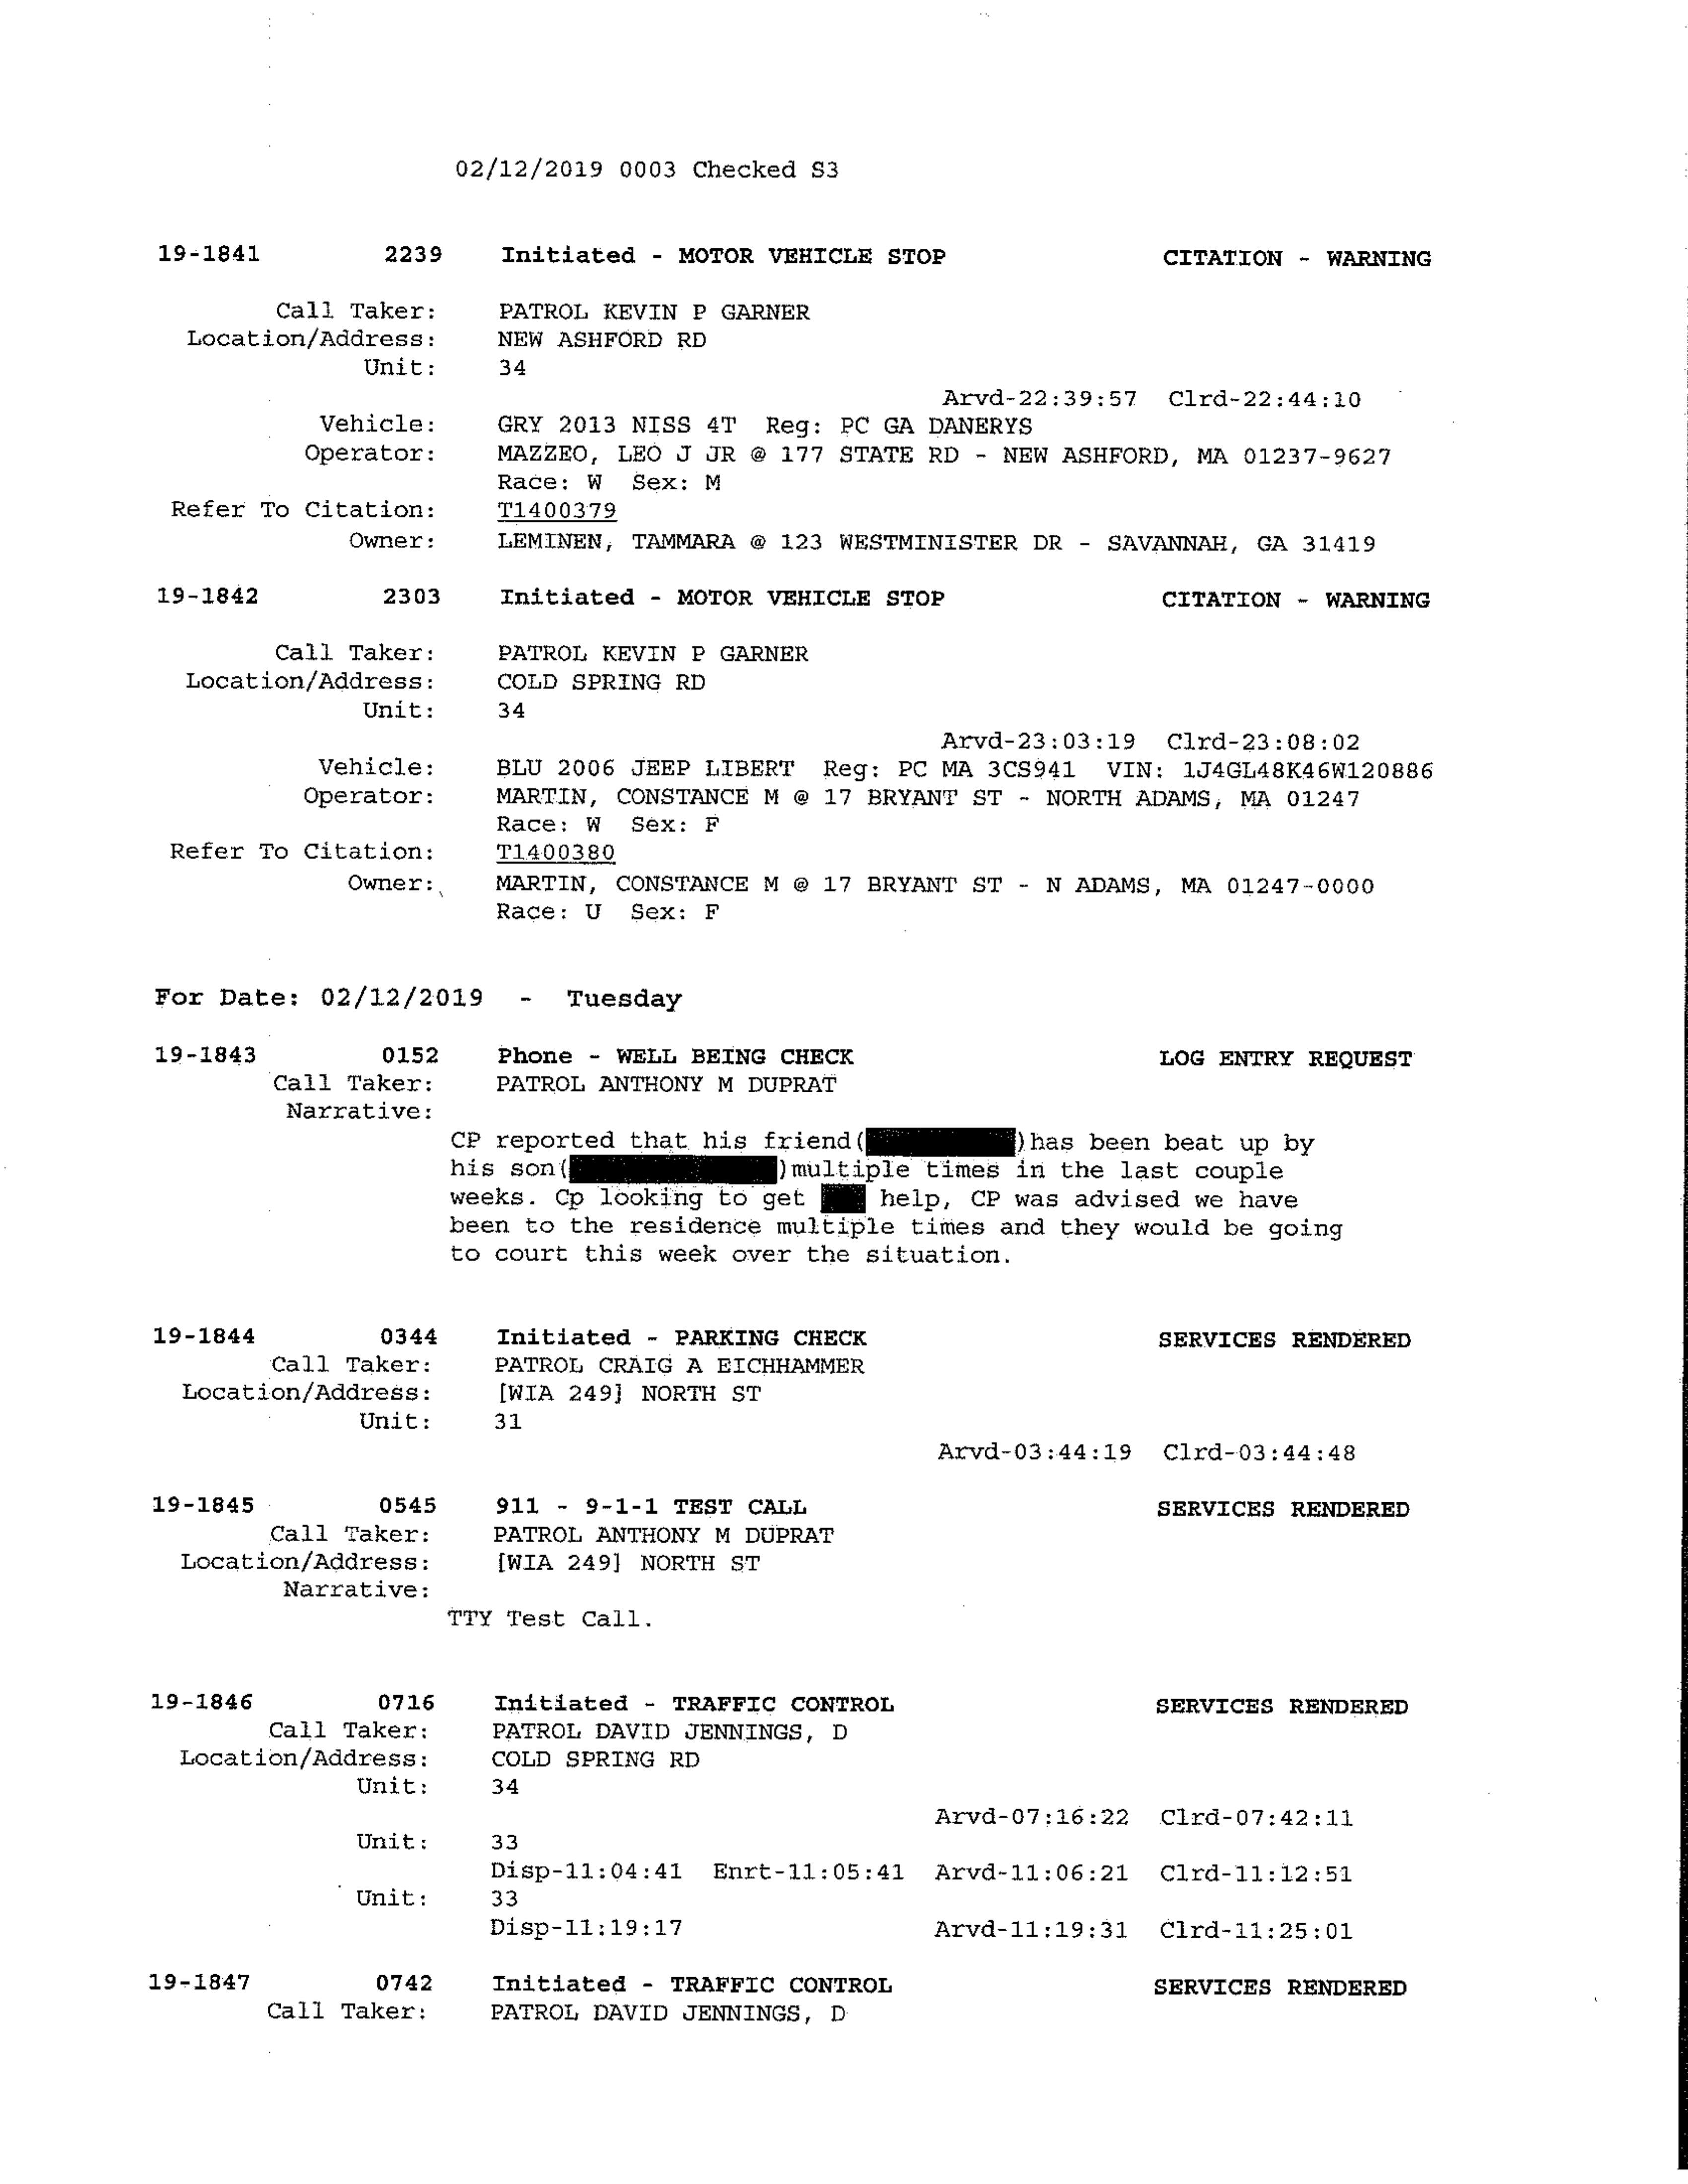 02/12/2019 0003 Checked S3
19-1841 2239 Initiated - MOTOR VEHICLE STOP CITATION - WARNING
Call Taker: PATROL KEVIN P GARNER
Location/Address: NEW ASHFORD RD
Unit: 34
Arvd-22:39:57 Clrd-22:44:10
Vehicle: GRY 2013 NISS 4T Reg: PC GA DANERYS
Operator: MAZZEO, LEO J JR @ 177 STATE RD - NEW ASHFORD, MA 01237-9627
Race: W Sex: M
Refer To Citation: T1400379
Owner: LEMINEN, TAMMARA @ 123 WESTMINISTER DR - SAVANNAH, GA 31419
19-1842 2303 Initiated - MOTOR VEHICLE STOP CITATION - WARNING
Call Taker: PATROL KEVIN P GARNER
Location/Address: COLD SPRING RD
Unit: 34
Arvd-23:03:19 Clrd-23:08:02
Vehicle: BLU 2006 JEEP LIBERT Reg: PC MA 3CS941 VIN: 1J4GL48K46W120886
Operator: MARTIN, CONSTANCE M @ 17 BRYANT ST - NORTH ADAMS, MA 01247
Race: W Sex: F
Refer To Citation: T1400380
Owner: MARTIN, CONSTANCE M @ 17 BRYANT ST - N ADAMS, MA 01247-0000
Race: U Sex: F
For Date: 02/12/2019 - Tuesday
19-1843 0152 Phone - WELL BEING CHECK LOG ENTRY REQUEST
Call Taker: PATROL ANTHONY M DUPRAT
Narrative:
CP reported that his friend( )has been beat up by
his son( )multiple times in the last couple
weeks. Cp looking to get help, CP was advised we have
been to the residence multiple times and they would be going
to court this week over the situation.
19-1844 0344 Initiated - PARKING CHECK SERVICES RENDERED
Call Taker: PATROL CRAIG A EICHHAMMER
Location/Address: [WIA 249] NORTH ST
Unit: 31
Arvd-03:44:19 Clrd-03:44:48
19-1845 0545 911 - 9-1-1 TEST CALL SERVICES RENDERED
Call Taker: PATROL ANTHONY M DUPRAT
Location/Address: [WIA 249] NORTH ST
Narrative:
TTY Test Call.
19-1846 0716 Initiated - TRAFFIC CONTROL SERVICES RENDERED
Call Taker: PATROL DAVID JENNINGS, D
Location/Address: COLD SPRING RD
Unit: 34
Arvd-07:16:22 Clrd-07:42:11
Unit: 33
Disp-11:04:41 Enrt-11:05:41 Arvd-11:06:21 Clrd-11:12:51
Unit: 33
Disp-11:19:17 Arvd-11:19:31 Clrd-11:25:01
19-1847 0742 Initiated - TRAFFIC CONTROL SERVICES RENDERED
Call Taker: PATROL DAVID JENNINGS, D